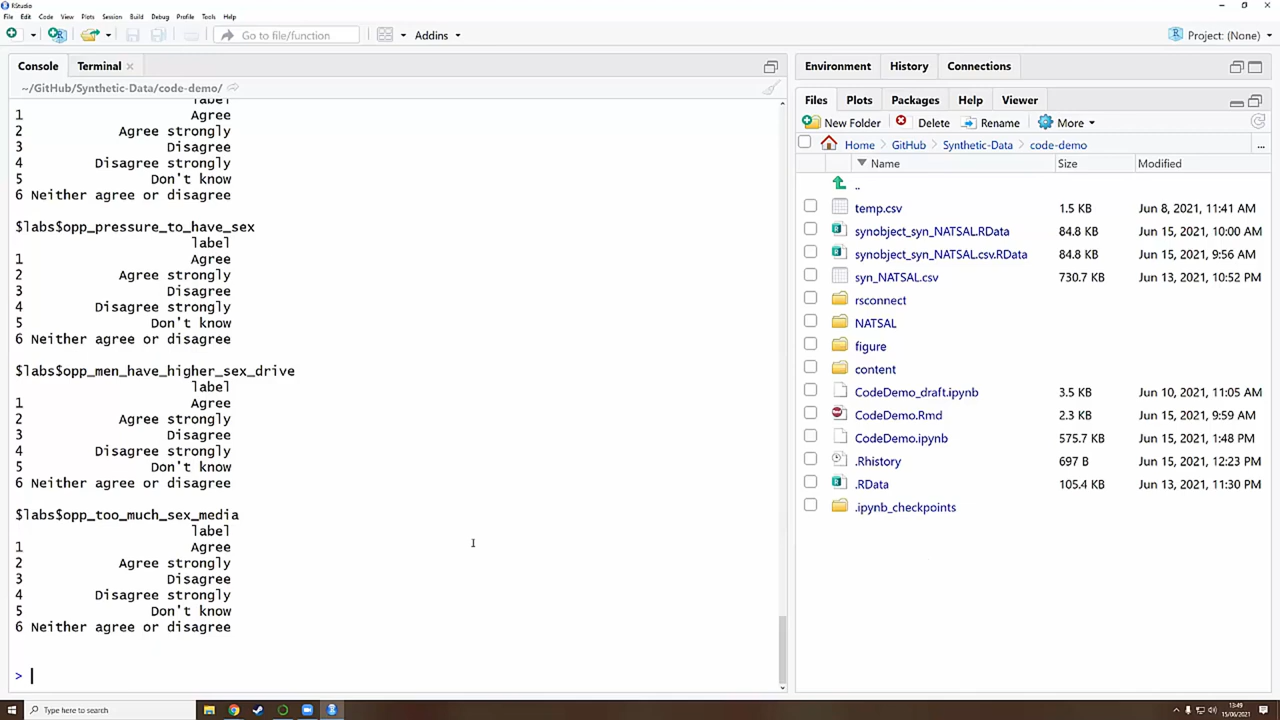 RStudio
File Edit Code View Plots Session Build Debug Profile Tools Help
Go to file/function Addins Project: (None)
Console Terminal
~/GitHub/Synthetic-Data/code-demo/
label
1 Agree
2 Agree strongly
3 Disagree
4 Disagree strongly
5 Don't know
6 Neither agree or disagree
$labs$opp_pressure_to_have_sex
label
1 Agree
2 Agree strongly
3 Disagree
4 Disagree strongly
5 Don't know
6 Neither agree or disagree
$labs$opp_men_have_higher_sex_drive
label
1 Agree
2 Agree strongly
3 Disagree
4 Disagree strongly
5 Don't know
6 Neither agree or disagree
$labs$opp_too_much_sex_media
label
1 Agree
2 Agree strongly
3 Disagree
4 Disagree strongly
5 Don't know
6 Neither agree or disagree
>
Environment History Connections
Files Plots Packages Help Viewer
New Folder Delete Rename More
Home GitHub Synthetic-Data code-demo ...
Name Size Modified
..
temp.csv 1.5 KB Jun 8, 2021, 11:41 AM
synobject_syn_NATSAL.RData 84.8 KB Jun 15, 2021, 10:00 AM
synobject_syn_NATSAL.csv.RData 84.8 KB Jun 15, 2021, 9:56 AM
syn_NATSAL.csv 730.7 KB Jun 13, 2021, 10:52 PM
rsconnect
NATSAL
figure
content
CodeDemo_draft.ipynb 3.5 KB Jun 10, 2021, 11:05 AM
CodeDemo.Rmd 2.3 KB Jun 15, 2021, 9:59 AM
CodeDemo.ipynb 575.7 KB Jun 15, 2021, 1:48 PM
.Rhistory 697 B Jun 15, 2021, 12:23 PM
.RData 105.4 KB Jun 13, 2021, 11:30 PM
.ipynb_checkpoints
Type here to search
13:49
15/06/2021